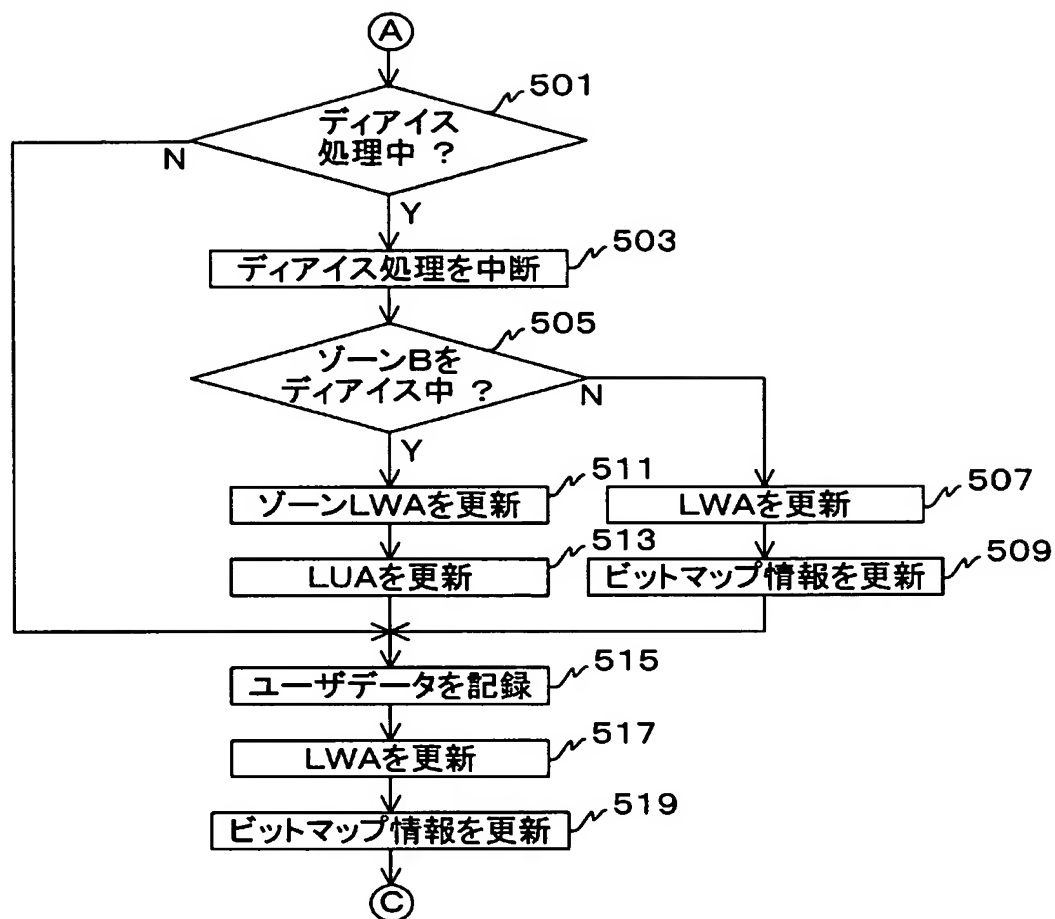 A
501
ディアイス
処理中 ?
N
Y
503
ディアイス処理を中断
505
ゾーンBを
ディアイス中 ?
N
Y
511
ゾーンLWAを更新
507
LWAを更新
513
LUAを更新
509
ビットマップ情報を更新
515
ユーザデータを記録
517
LWAを更新
519
ビットマップ情報を更新
C